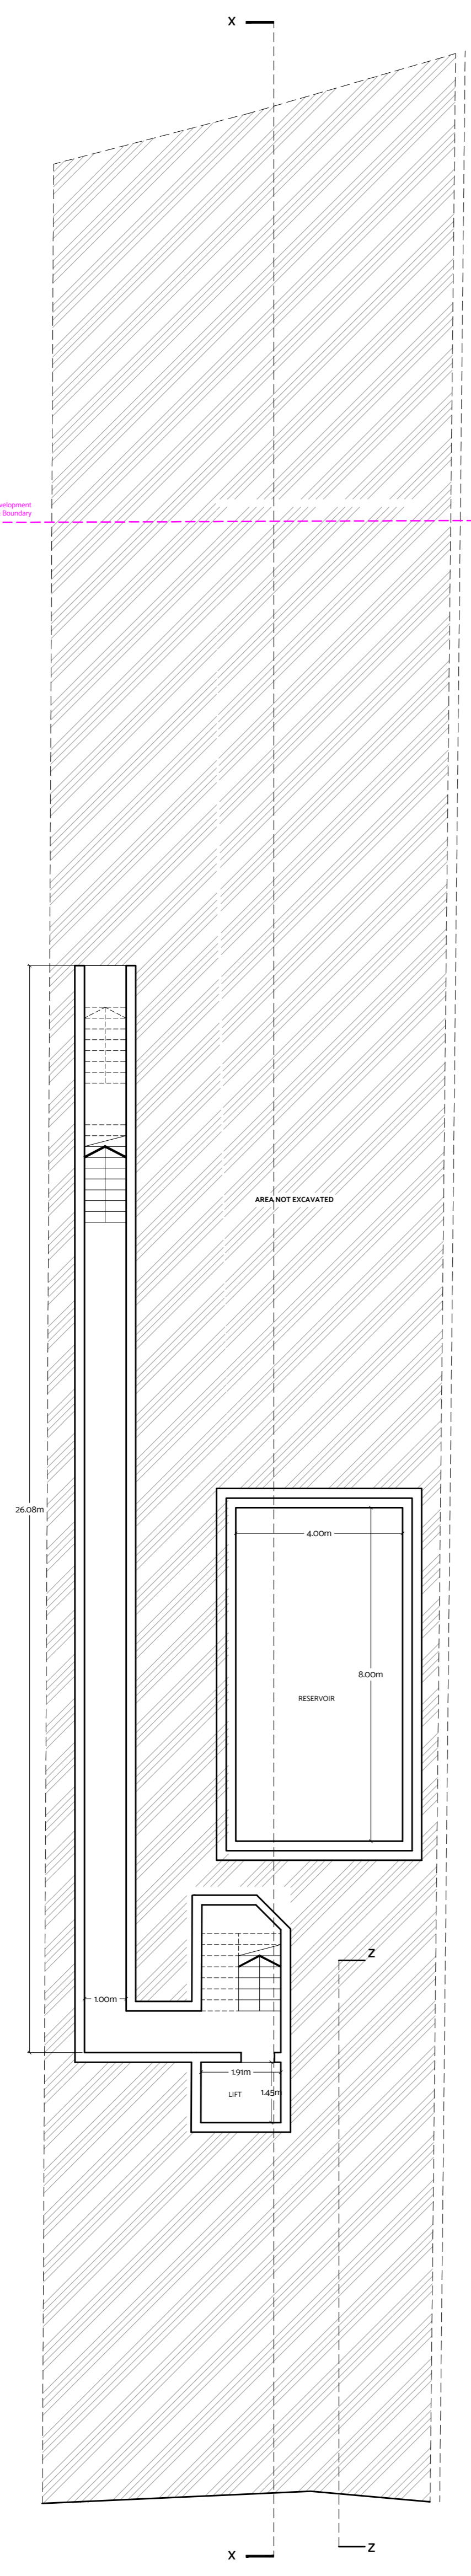 X
velopment
Boundary
AREA NOT EXCAVATED
26.08m
4.00m
8.00m
RESERVOIR
Z
1.00m
1.91m
LIFT
1.45m
Z
X